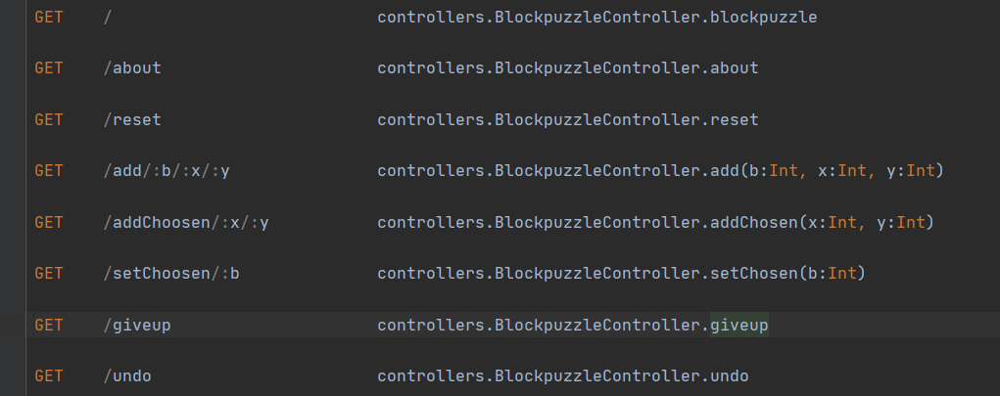 GET / controllers.BlockpuzzleController.blockpuzzle
GET /about controllers.BlockpuzzleController.about
GET /reset controllers.BlockpuzzleController.reset
GET /add/:b/:x/:y controllers.BlockpuzzleController.add(b:Int, x:Int, y:Int)
GET /addChoosen/:x/:y controllers.BlockpuzzleController.addChosen(x:Int, y:Int)
GET /setChoosen/:b controllers.BlockpuzzleController.setChosen(b:Int)
GET /giveup controllers.BlockpuzzleController.giveup
GET /undo controllers.BlockpuzzleController.undo